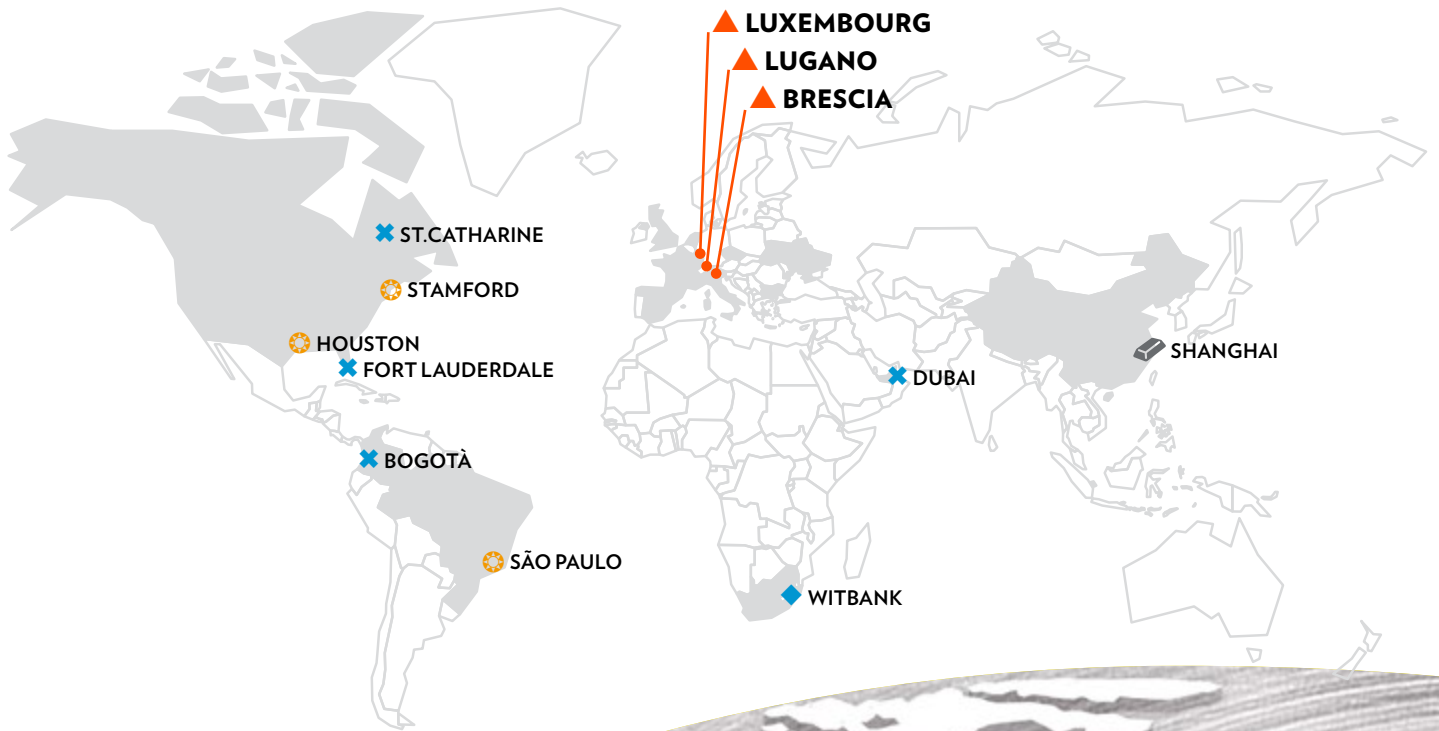 LUXEMBOURG
LUGANO
BRESCIA
ST.CATHARINE
STAMFORD
HOUSTON
FORT LAUDERDALE
SHANGHAI
DUBAI
BOGOTÀ
SÃO PAULO
WITBANK